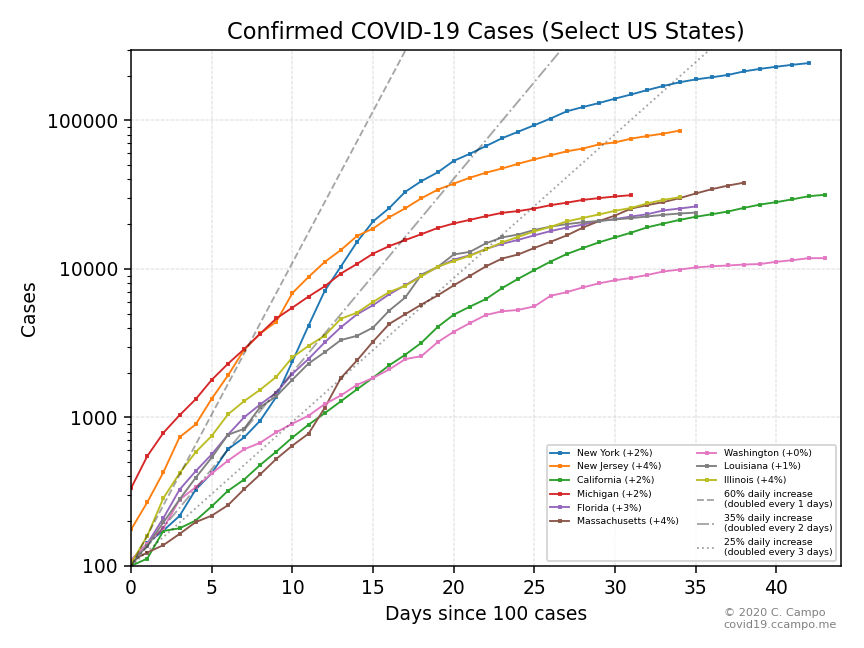 Confirmed COVID-19 Cases (Select US States)
Cases
100000
10000
1000
100
0 5 10 15 20 25 30 35 40
Days since 100 cases
New York (+2%)
New Jersey (+4%)
California (+2%)
Michigan (+2%)
Florida (+3%)
Massachusetts (+4%)
Washington (+0%)
Louisiana (+1%)
Illinois (+4%)
60% daily increase
(doubled every 1 days)
35% daily increase
(doubled every 2 days)
25% daily increase
(doubled every 3 days)
© 2020 C. Campo
covid19.ccampo.me